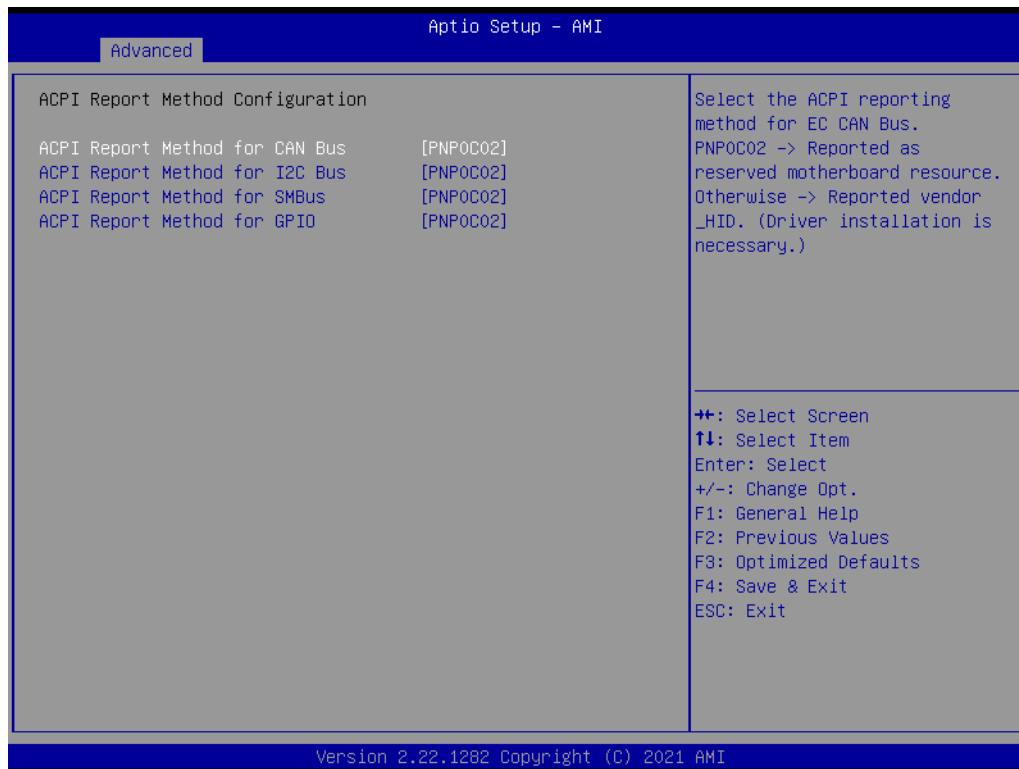 Aptio Setup – AMI
Advanced
ACPI Report Method Configuration
ACPI Report Method for CAN Bus [PNP0C02]
ACPI Report Method for I2C Bus [PNP0C02]
ACPI Report Method for SMBus [PNP0C02]
ACPI Report Method for GPIO [PNP0C02]
Select the ACPI reporting
method for EC CAN Bus.
PNP0C02 –> Reported as
reserved motherboard resource.
Otherwise –> Reported vendor
_HID. (Driver installation is
necessary.)
→←: Select Screen
↑↓: Select Item
Enter: Select
+/-: Change Opt.
F1: General Help
F2: Previous Values
F3: Optimized Defaults
F4: Save & Exit
ESC: Exit
Version 2.22.1282 Copyright (C) 2021 AMI